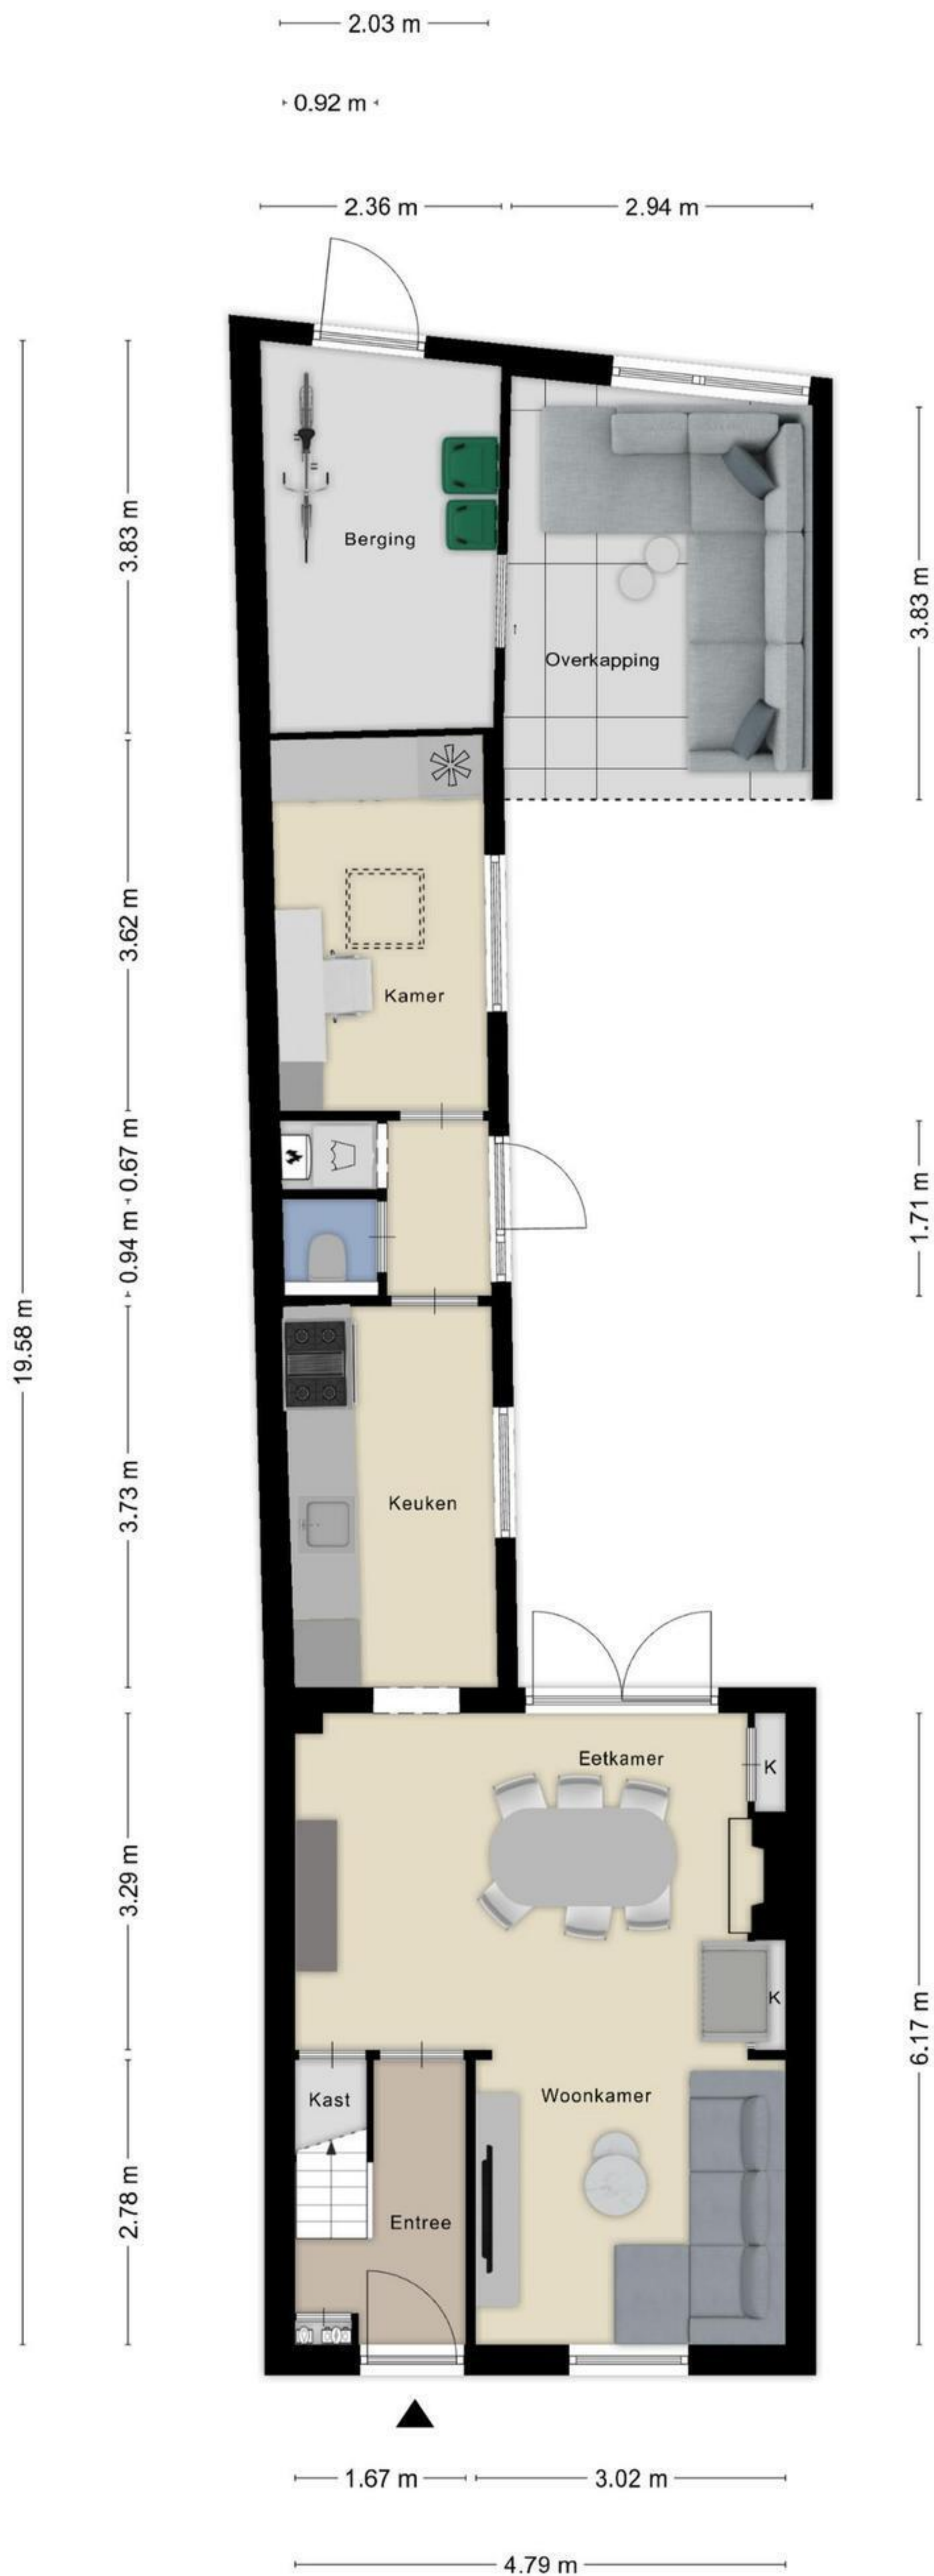 2.03 m
0.92 m
2.36 m
2.94 m
Berging
3.83 m
3.83 m
Overkapping
3.62 m
Kamer
0.67 m
1.71 m
0.94 m
19.58 m
Keuken
3.73 m
Eetkamer
K
3.29 m
K
6.17 m
Woonkamer
Kast
2.78 m
Entree
1.67 m
3.02 m
4.79 m